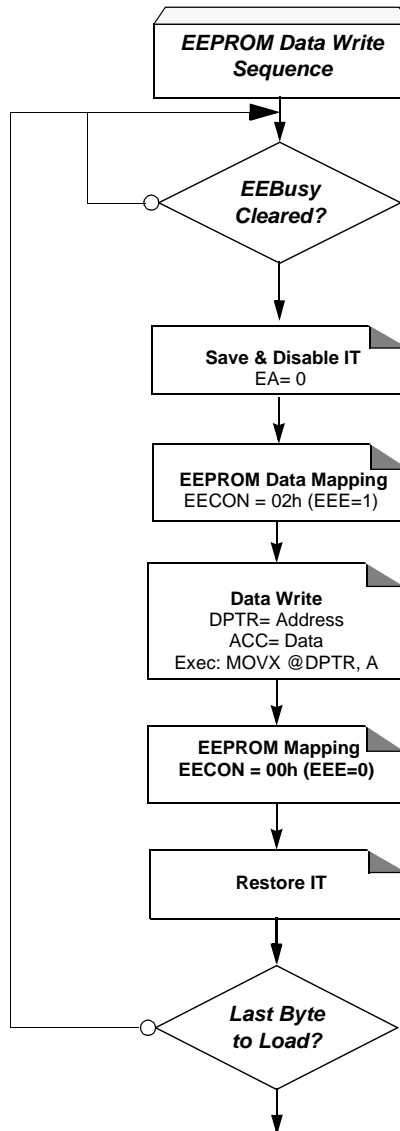 EEPROM Data Write
Sequence
EEBusy
Cleared?
Save & Disable IT
EA= 0
EEPROM Data Mapping
EECON = 02h (EEE=1)
Data Write
DPTR= Address
ACC= Data
Exec: MOVX @DPTR, A
EEPROM Mapping
EECON = 00h (EEE=0)
Restore IT
Last Byte
to Load?